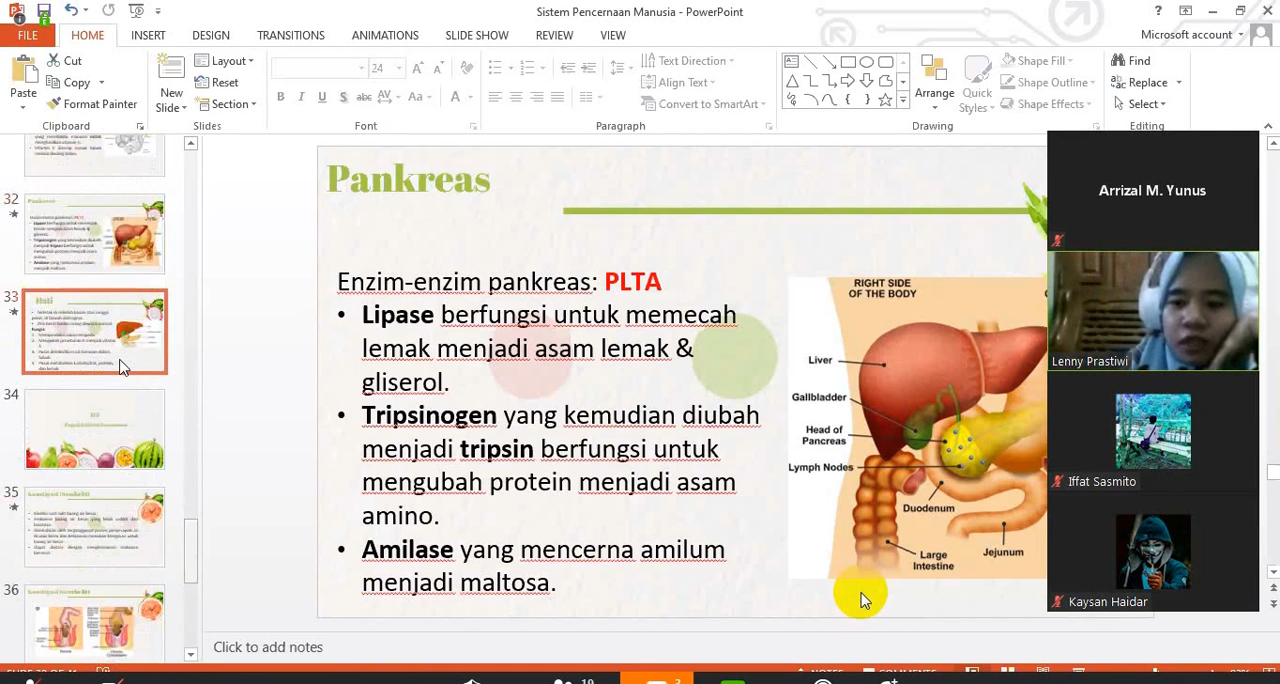 Sistem Pencernaan Manusia - PowerPoint
FILE
HOME
INSERT
DESIGN
TRANSITIONS
ANIMATIONS
SLIDE SHOW
REVIEW
VIEW
Microsoft account
Paste
Cut
Copy
Format Painter
Clipboard
New
Slide
Layout
Reset
Section
Slides
24
B I U S abc AV Aa A
Font
Text Direction
Align Text
Convert to SmartArt
Paragraph
Arrange
Quick
Styles
Shape Fill
Shape Outline
Shape Effects
Drawing
Find
Replace
Select
Editing
32
33
Hati
34
35
36
Pankreas
Enzim-enzim pankreas: PLTA
• Lipase berfungsi untuk memecah
lemak menjadi asam lemak &
gliserol.
• Tripsinogen yang kemudian diubah
menjadi tripsin berfungsi untuk
mengubah protein menjadi asam
amino.
• Amilase yang mencerna amilum
menjadi maltosa.
RIGHT SIDE
OF THE BODY
Liver
Gallbladder
Head of
Pancreas
Lymph Nodes
Duodenum
Large
Intestine
Jejunum
Arrizal M. Yunus
Lenny Prastiwi
Iffat Sasmito
Kaysan Haidar
Click to add notes